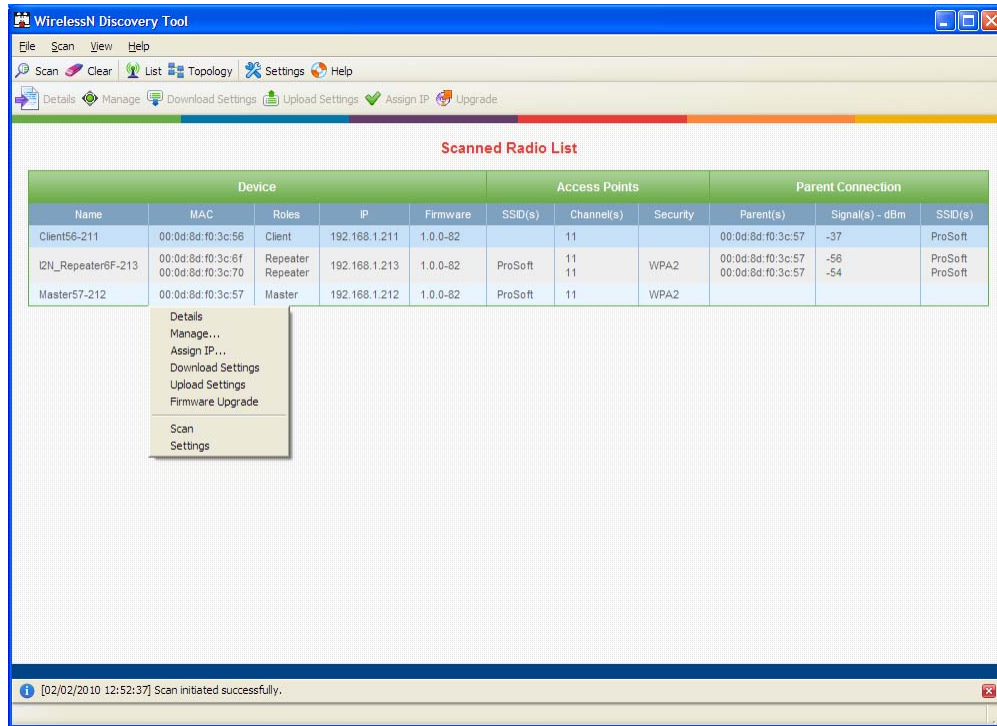 WirelessN Discovery Tool
File Scan View Help
Scan Clear List Topology Settings Help
Details Manage Download Settings Upload Settings Assign IP Upgrade
Scanned Radio List
Device Access Points Parent Connection
Name MAC Roles IP Firmware SSID(s) Channel(s) Security Parent(s) Signal(s) - dBm SSID(s)
Client56-211 00:0d:8d:f0:3c:56 Client 192.168.1.211 1.0.0-82 11 00:0d:8d:f0:3c:57 -37 ProSoft
I2N_Repeater6F-213 00:0d:8d:f0:3c:6f Repeater 192.168.1.213 1.0.0-82 ProSoft 11 WPA2 00:0d:8d:f0:3c:57 -56 ProSoft
00:0d:8d:f0:3c:70 Repeater 11 00:0d:8d:f0:3c:57 -54 ProSoft
Master57-212 00:0d:8d:f0:3c:57 Master 192.168.1.212 1.0.0-82 ProSoft 11 WPA2
Details
Manage...
Assign IP...
Download Settings
Upload Settings
Firmware Upgrade
Scan
Settings
[02/02/2010 12:52:37] Scan initiated successfully.